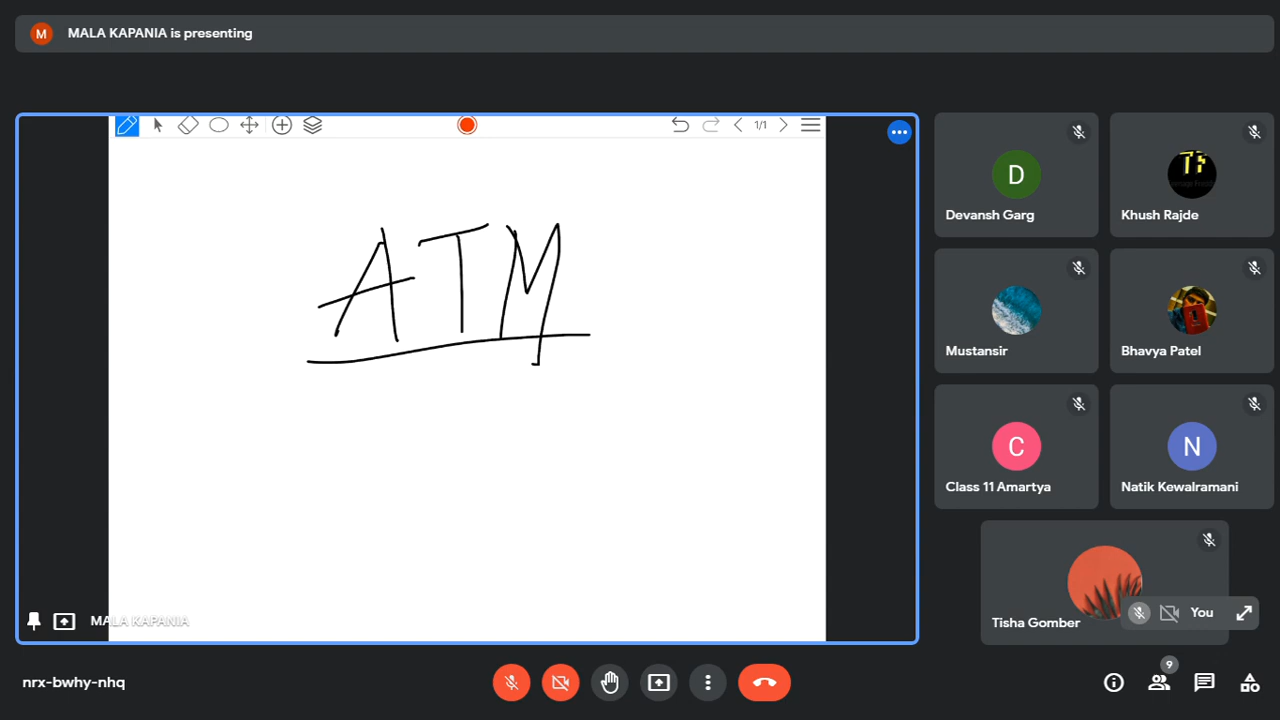 M MALA KAPANIA is presenting
1/1
ATM
D
Devansh Garg
Khush Rajde
Mustansir
Bhavya Patel
C
Class 11 Amartya
N
Natik Kewalramani
Tisha Gomber
You
MALA KAPANIA
nrx-bwhy-nhq
9